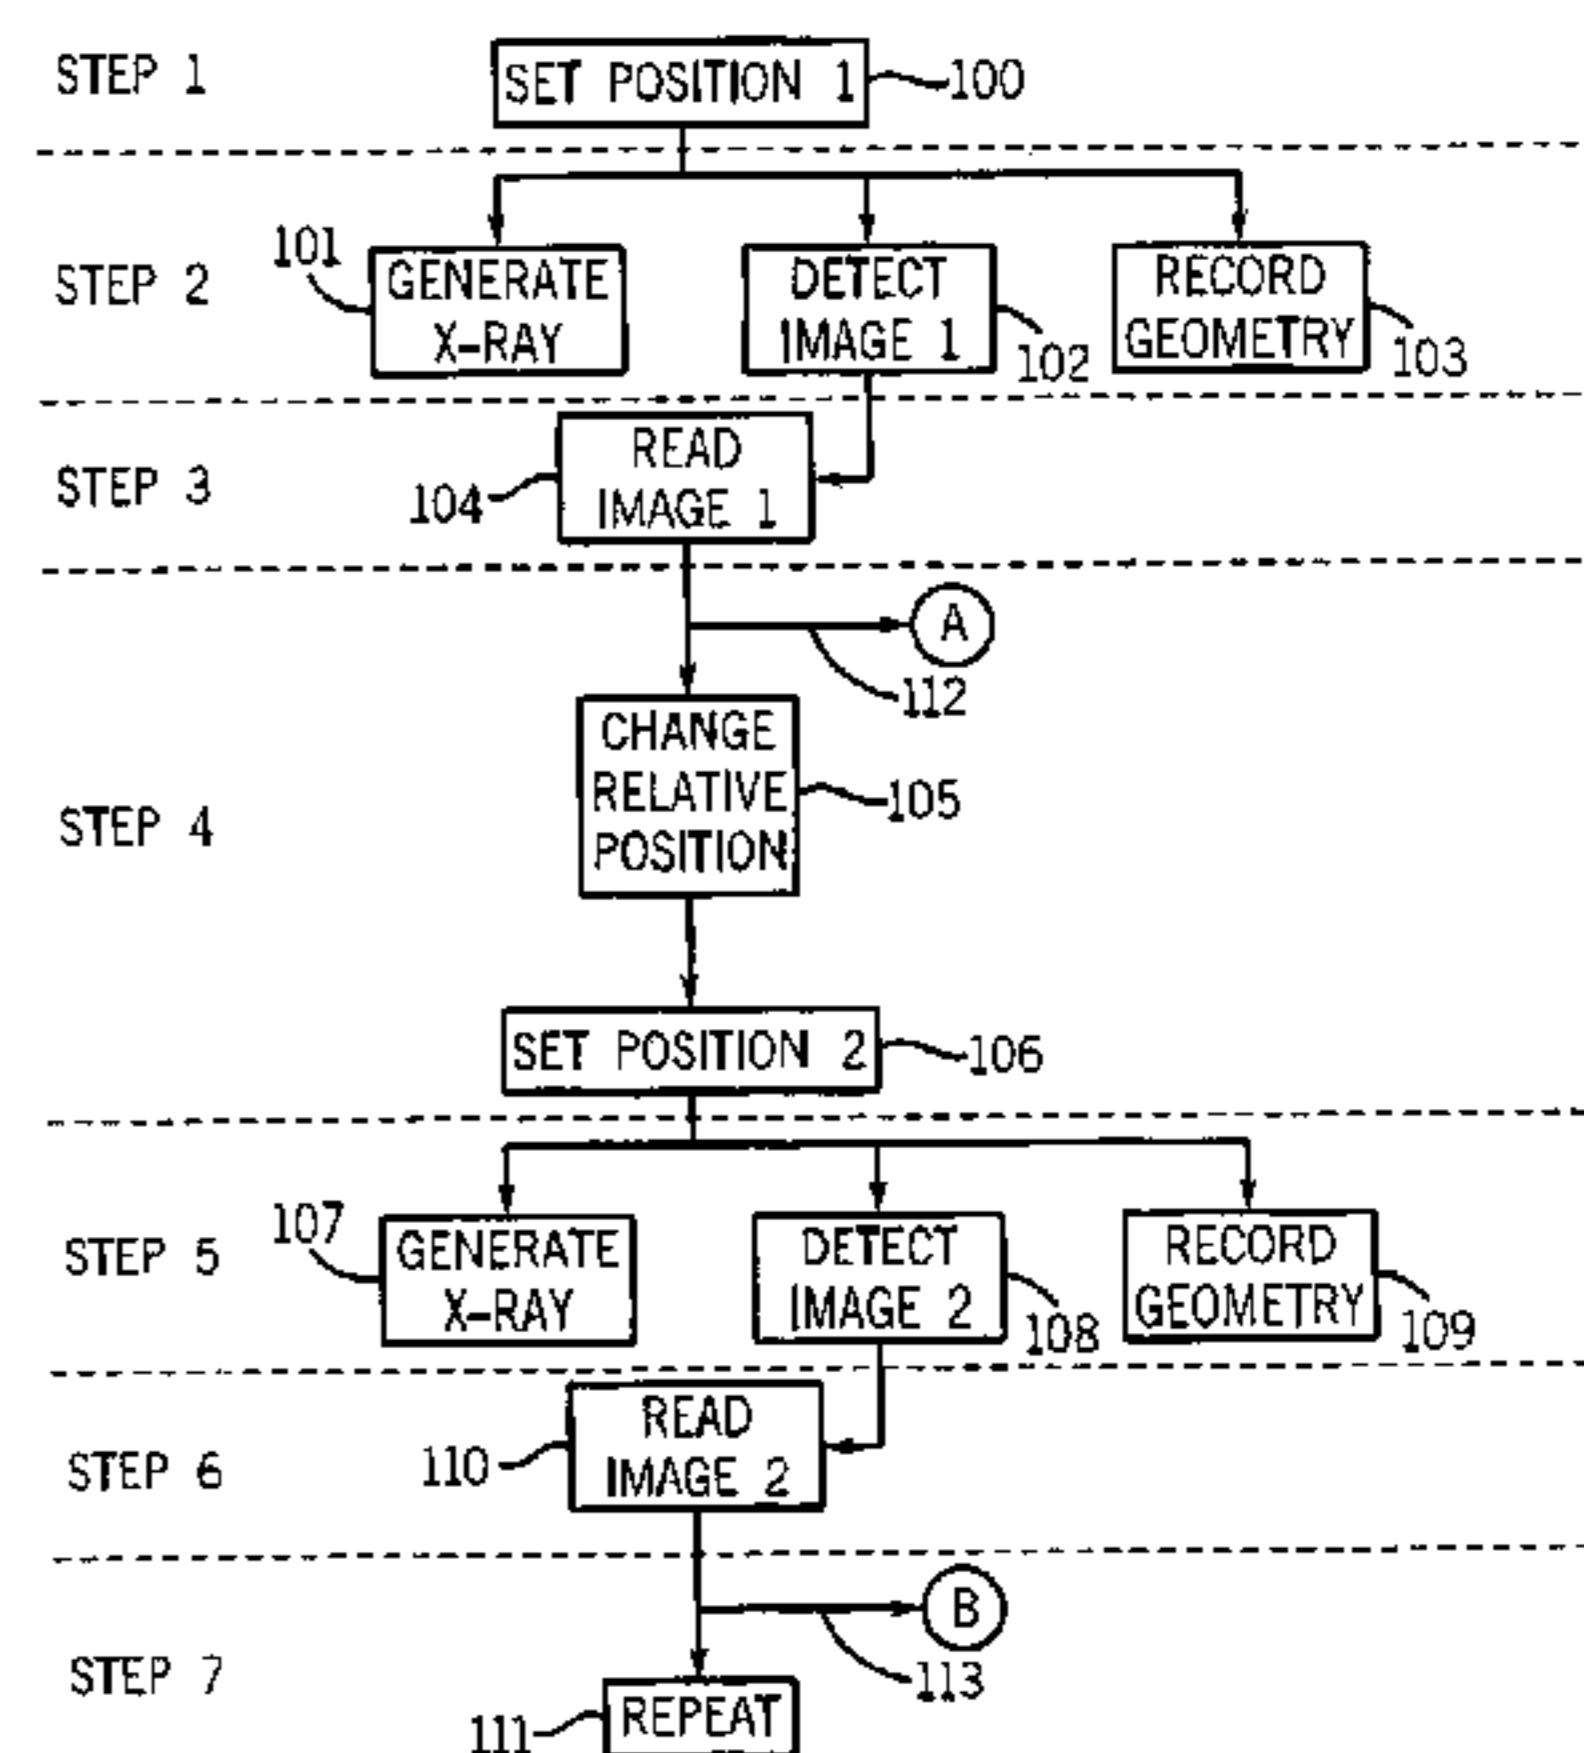 STEP 1
SET POSITION 1
100
STEP 2
101
GENERATE
X-RAY
DETECT
IMAGE 1
102
RECORD
GEOMETRY
103
STEP 3
104
READ
IMAGE 1
A
112
STEP 4
CHANGE
RELATIVE
POSITION
105
SET POSITION 2
106
STEP 5
107
GENERATE
X-RAY
DETECT
IMAGE 2
108
RECORD
GEOMETRY
109
STEP 6
110
READ
IMAGE 2
B
113
STEP 7
111
REPEAT